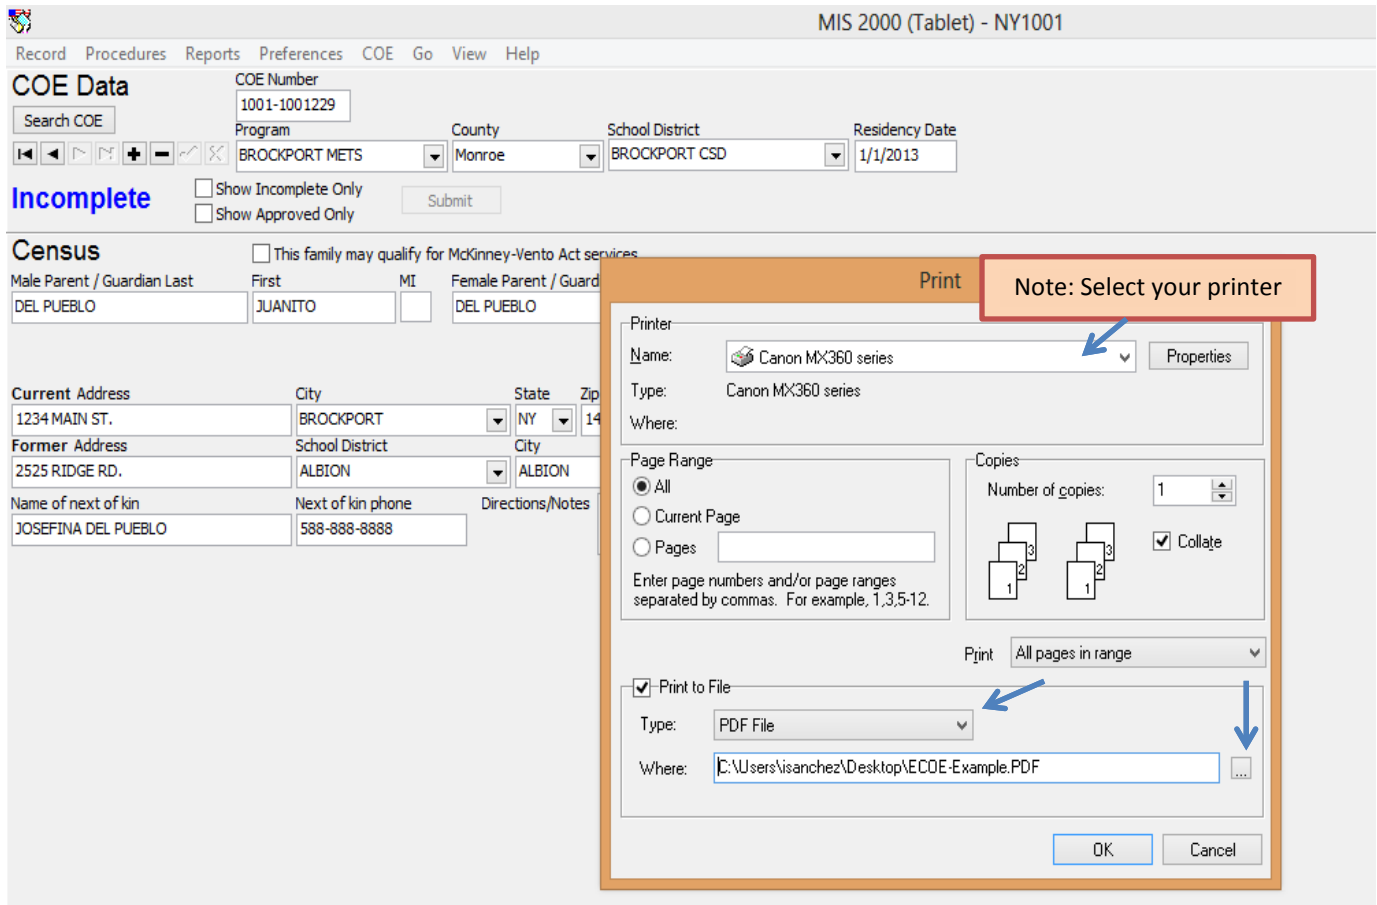 MIS 2000 (Tablet) - NY1001
Record Procedures Reports Preferences COE Go View Help
COE Data
COE Number
1001-1001229
Search COE
Program County School District Residency Date
BROCKPORT METS Monroe BROCKPORT CSD 1/1/2013
Incomplete
Show Incomplete Only
Show Approved Only
Submit
Census
This family may qualify for McKinney-Vento Act services
Male Parent / Guardian Last First MI Female Parent / Guard
DEL PUEBLO JUANITO DEL PUEBLO
Current Address City State Zip
1234 MAIN ST. BROCKPORT NY 14
Former Address School District City
2525 RIDGE RD. ALBION ALBION
Name of next of kin Next of kin phone Directions/Notes
JOSEFINA DEL PUEBLO 588-888-8888
Print
Note: Select your printer
Printer
Name: Canon MX360 series Properties
Type: Canon MX360 series
Where:
Page Range
All
Current Page
Pages
Enter page numbers and/or page ranges
separated by commas. For example, 1,3,5-12.
Copies
Number of copies: 1
3 3
2 2
1 1
Collate
Print All pages in range
Print to File
Type: PDF File
Where: C:\Users\isanchez\Desktop\ECOE-Example.PDF ...
OK Cancel